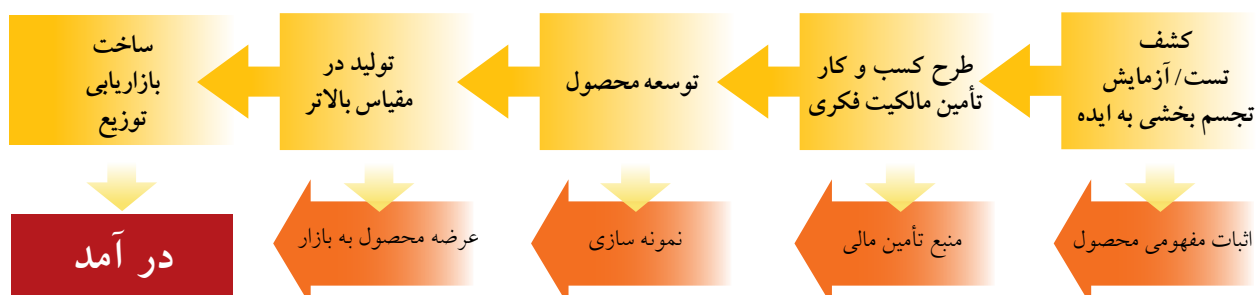 کشف
تست/آزمایش
تجسم بخشی به ایده
طرح کسب و کار
تأمین مالکیت فکری
توسعه محصول
تولید در
مقیاس بالاتر
ساخت
بازاریابی
توزیع
اثبات مفهومی محصول
منبع تأمین مالی
نمونه سازی
عرضه محصول به بازار
در آمد